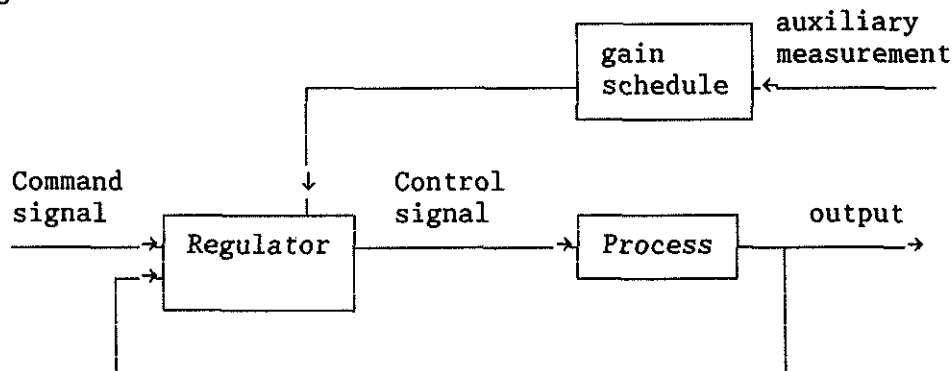 auxiliary
measurement
gain
schedule
Command
signal
Control
signal
output
Regulator
Process